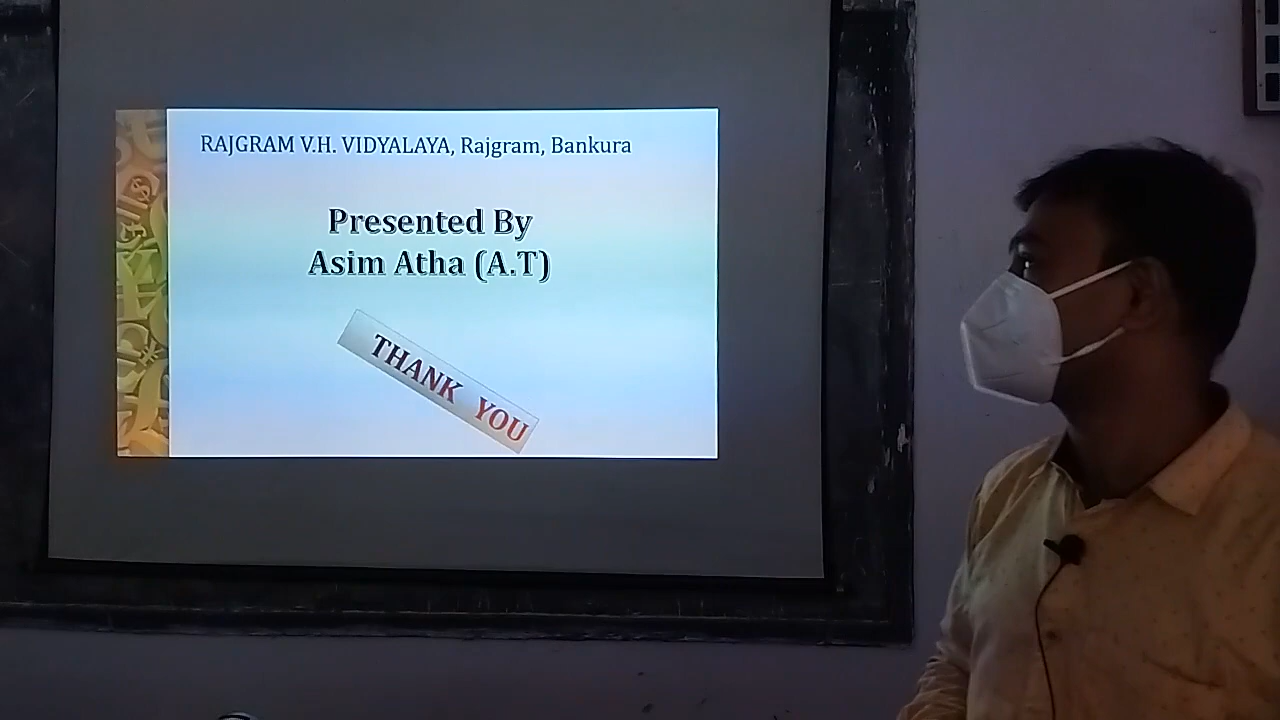 RAJGRAM V.H. VIDYALAYA, Rajgram, Bankura
Presented By
Asim Atha (A.T)
THANK YOU